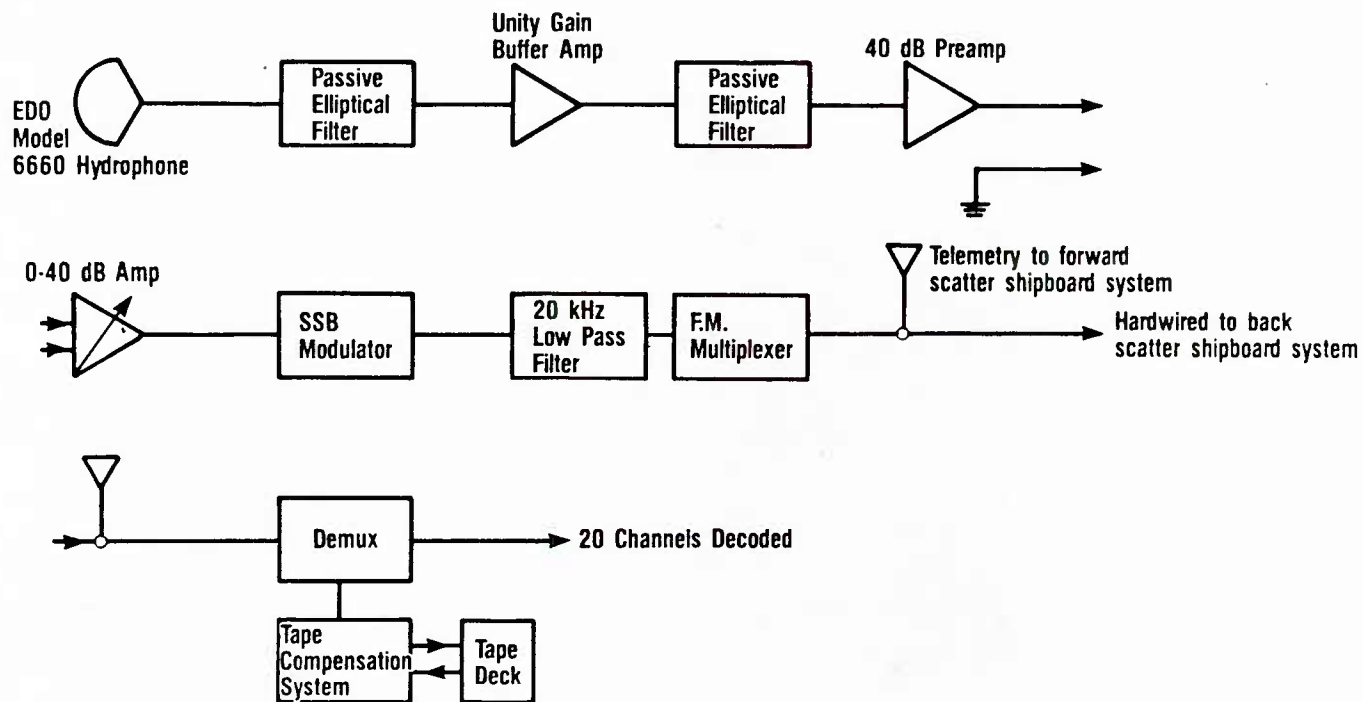 Unity Gain
Buffer Amp
40 dB Preamp
Passive
Elliptical
Filter
Passive
Elliptical
Filter
EDO
Model
6660 Hydrophone
0-40 dB Amp
SSB
Modulator
20 kHz
Low Pass
Filter
F.M.
Multiplexer
Telemetry to forward
scatter shipboard system
Hardwired to back
scatter shipboard system
Demux
20 Channels Decoded
Tape
Compensation
System
Tape
Deck